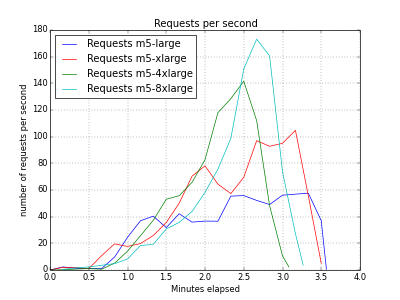 Requests per second
180
160
140
120
100
80
60
40
20
0
number of requests per second
Requests m5-large
Requests m5-xlarge
Requests m5-4xlarge
Requests m5-8xlarge
0.0 0.5 1.0 1.5 2.0 2.5 3.0 3.5 4.0
Minutes elapsed